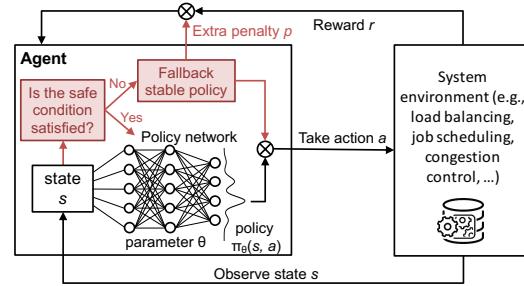 Extra penalty p
Reward r
Agent
Is the safe
condition
satisfied?
No
Yes
Fallback
stable policy
Policy network
state
s
parameter θ
policy
πθ(s, a)
Take action a
System
environment (e.g.,
load balancing,
job scheduling,
congestion
control, ...)
Observe state s